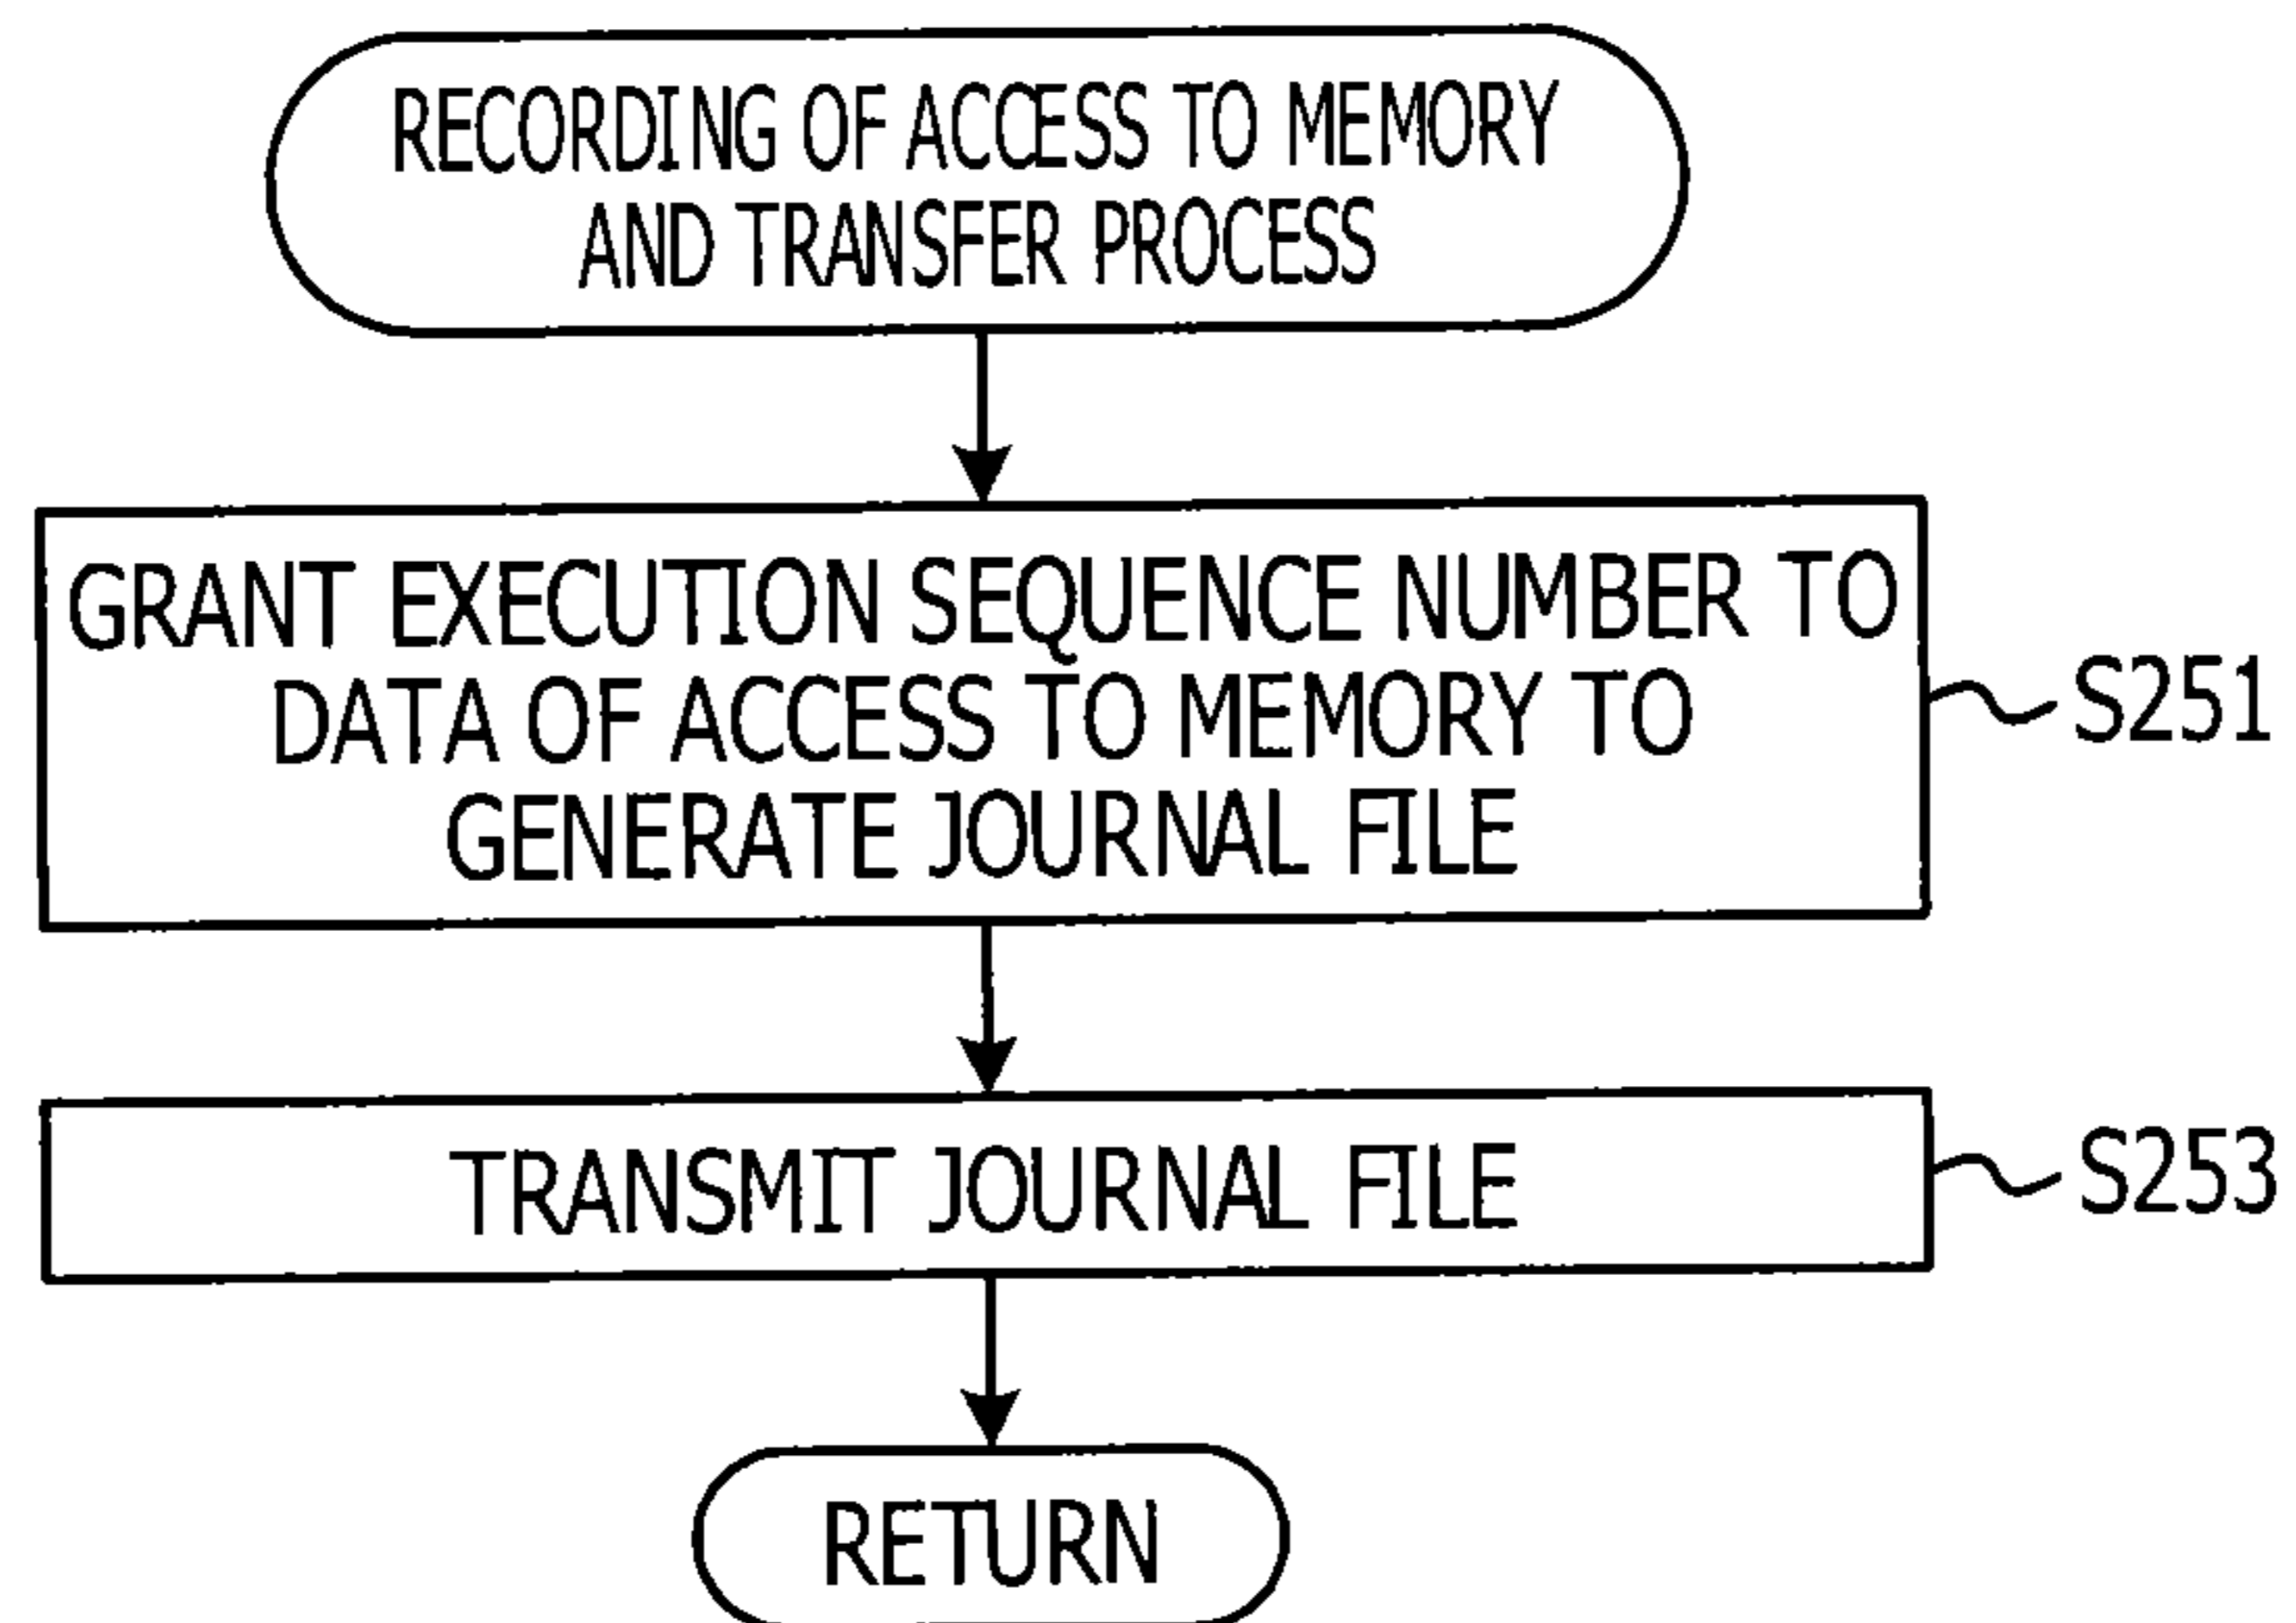 RECORDING OF ACCESS TO MEMORY
AND TRANSFER PROCESS
GRANT EXECUTION SEQUENCE NUMBER TO
DATA OF ACCESS TO MEMORY TO
GENERATE JOURNAL FILE
S251
TRANSMIT JOURNAL FILE
S253
RETURN